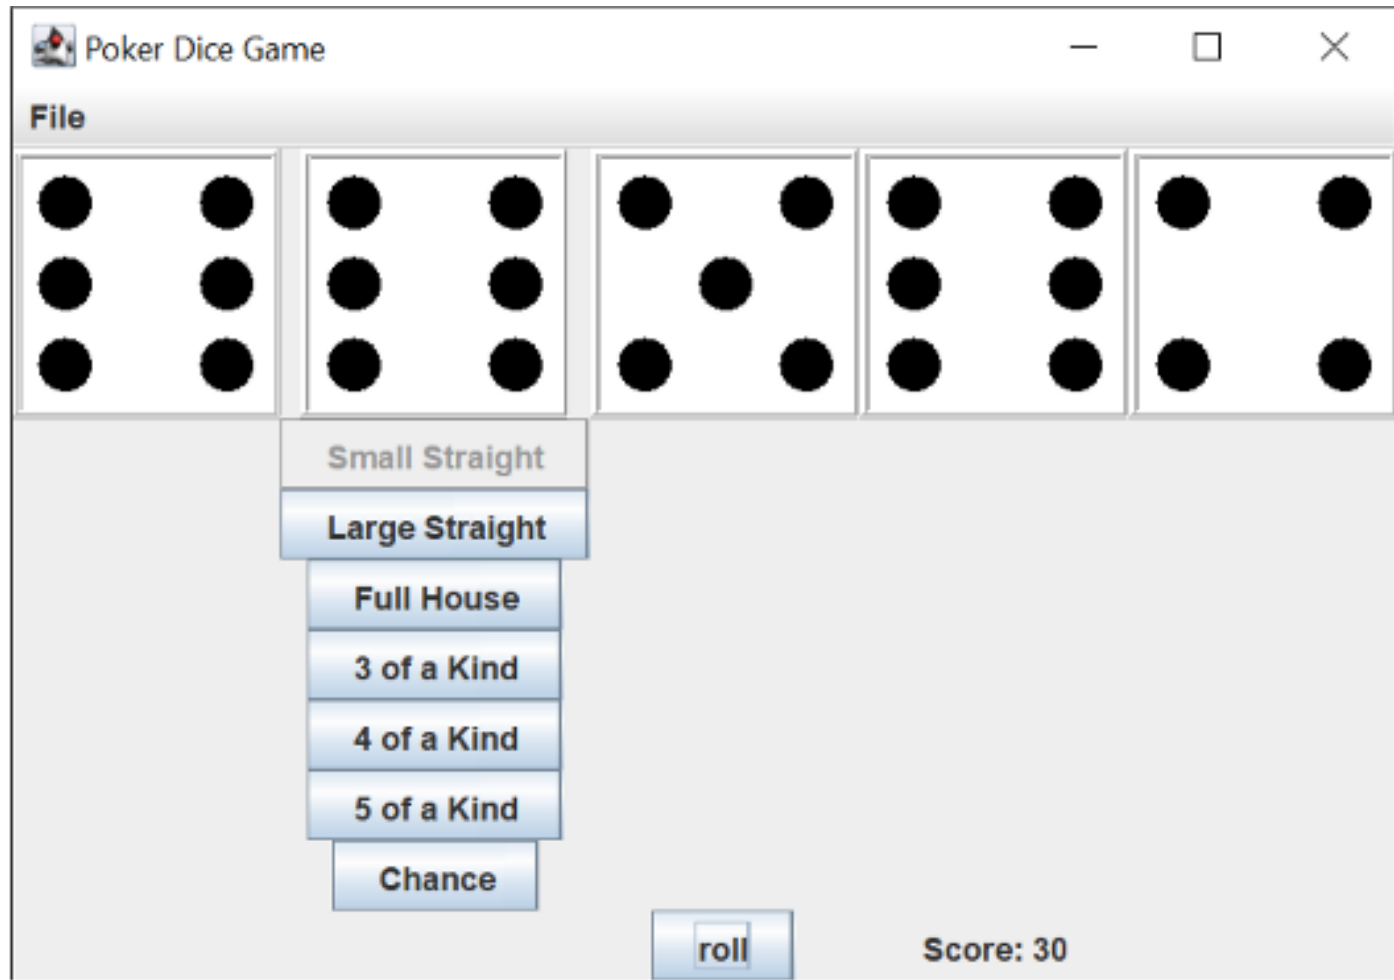 Poker Dice Game
File
Small Straight
Large Straight
Full House
3 of a Kind
4 of a Kind
5 of a Kind
Chance
roll Score: 30